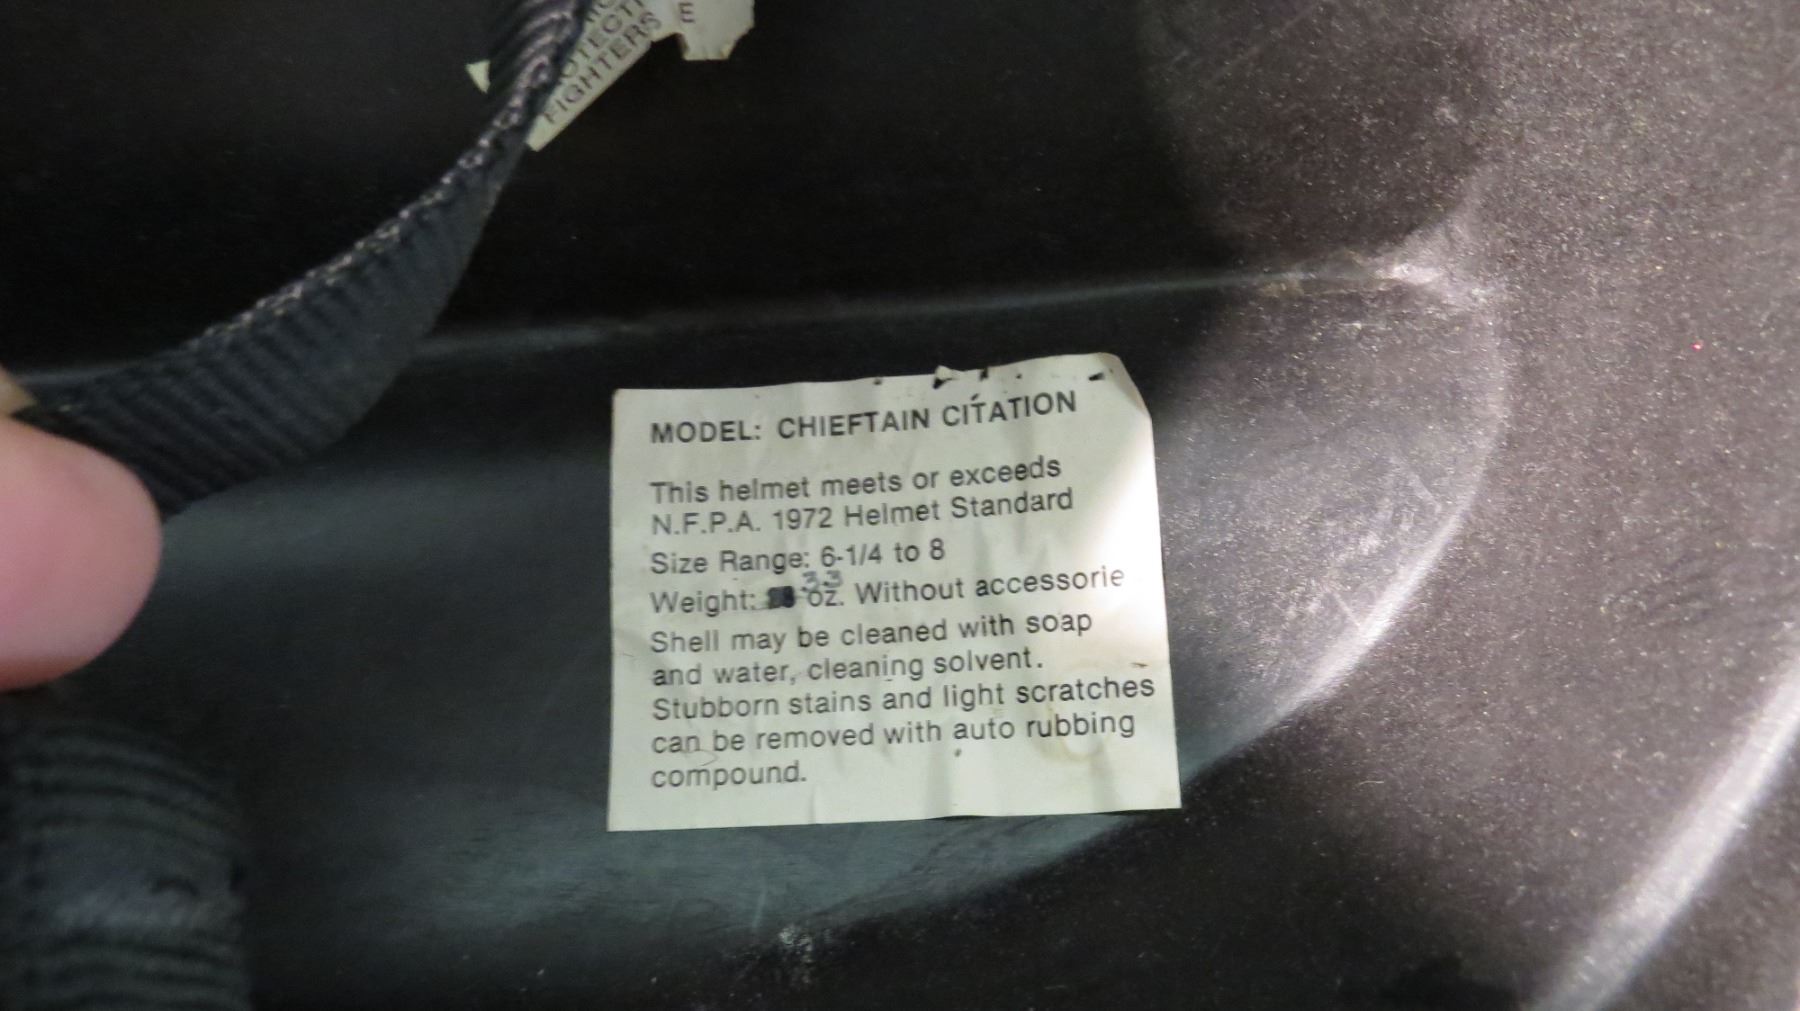 E
FIGHTERS
MODEL: CHIEFTAIN CITATION
This helmet meets or exceeds
N.F.P.A. 1972 Helmet Standard
Size Range: 6-1/4 to 8
Weight: 33 oz. Without accessorie
Shell may be cleaned with soap
and water, cleaning solvent.
Stubborn stains and light scratches
can be removed with auto rubbing
compound.